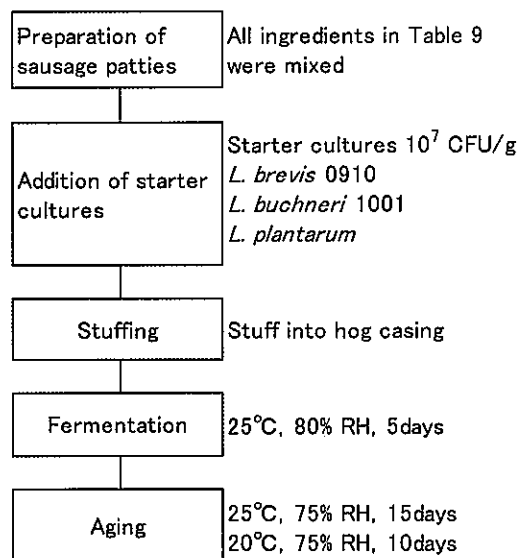 Preparation of
sausage patties
All ingredients in Table 9
were mixed
Addition of starter
cultures
Starter cultures 10⁷ CFU/g
L. brevis 0910
L. buchneri 1001
L. plantarum
Stuffing
Stuff into hog casing
Fermentation
25°C, 80% RH, 5days
Aging
25°C, 75% RH, 15days
20°C, 75% RH, 10days